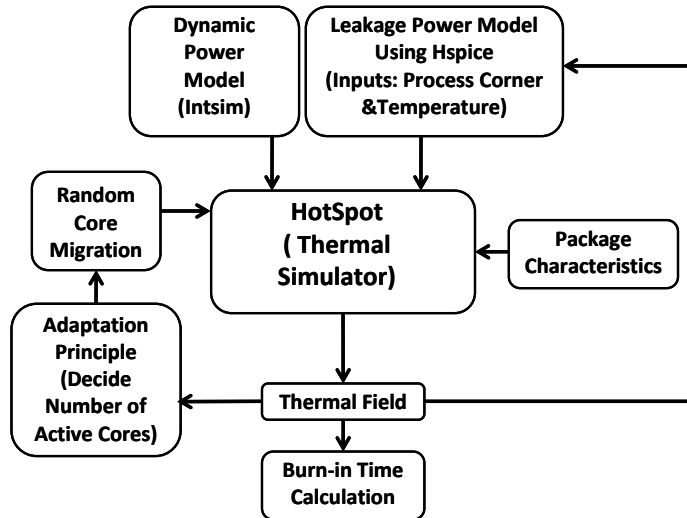 Dynamic
Power
Model
(Intsim)
Leakage Power Model
Using Hspice
(Inputs: Process Corner
&Temperature)
Random
Core
Migration
HotSpot
( Thermal
Simulator)
Package
Characteristics
Adaptation
Principle
(Decide
Number of
Active Cores)
Thermal Field
Burn-in Time
Calculation